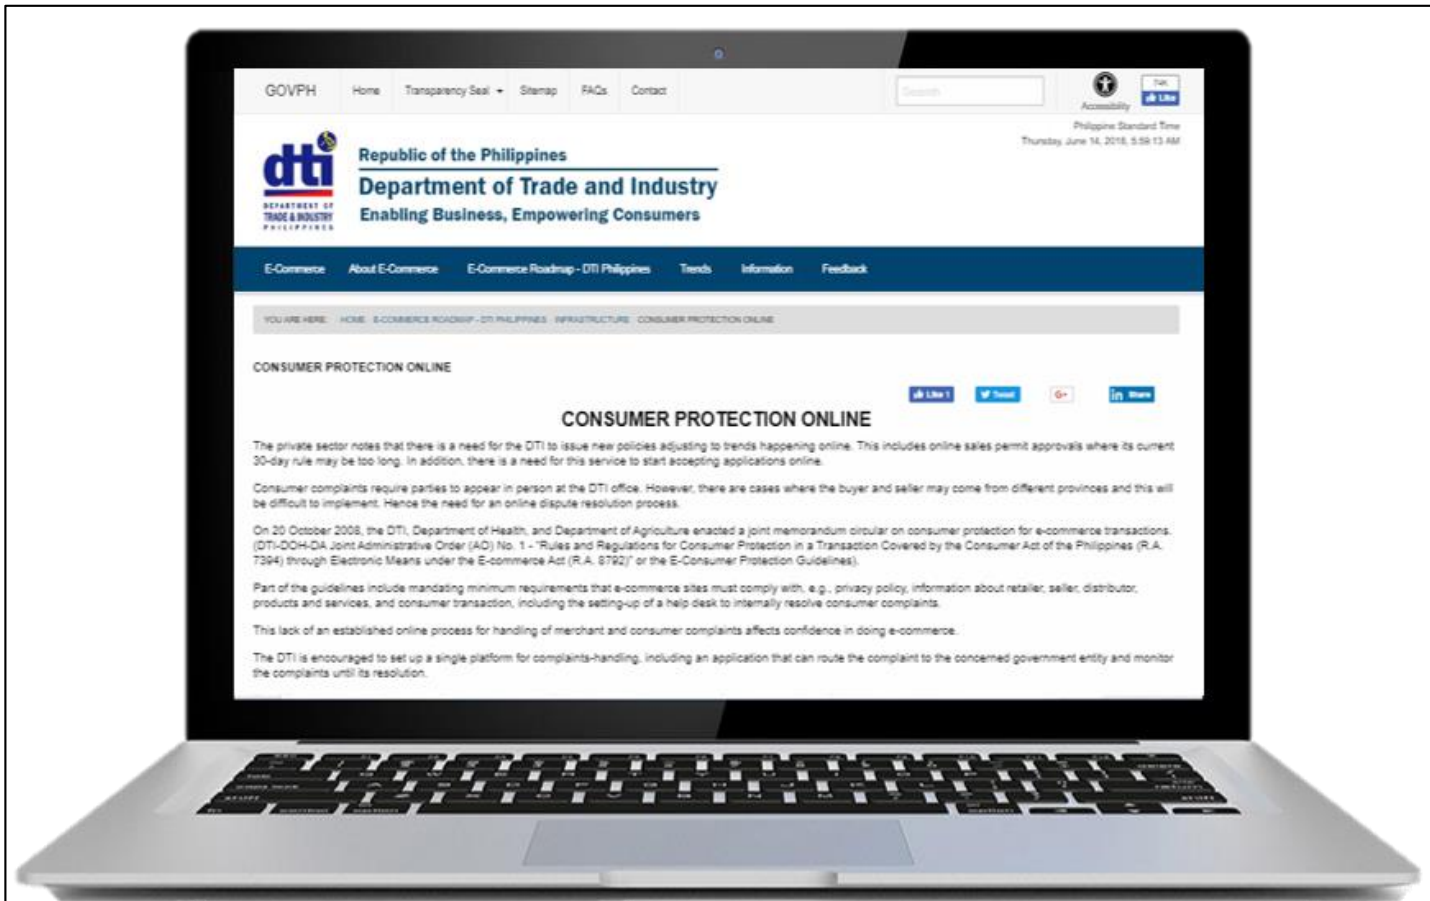 GOVPH Home Transparency Seal Sitemap FAQs Contact Search
Accessibility
74K
Like
Philippine Standard Time
Thursday, June 14, 2018, 5:59:13 AM
dti
DEPARTMENT OF
TRADE & INDUSTRY
PHILIPPINES
Republic of the Philippines
Department of Trade and Industry
Enabling Business, Empowering Consumers
E-Commerce About E-Commerce E-Commerce Roadmap - DTI Philippines Trends Information Feedback
YOU ARE HERE: HOME E-COMMERCE ROADMAP - DTI PHILIPPINES INFRASTRUCTURE CONSUMER PROTECTION ONLINE
CONSUMER PROTECTION ONLINE
Like 1 Tweet G+ in Share
CONSUMER PROTECTION ONLINE
The private sector notes that there is a need for the DTI to issue new policies adjusting to trends happening online. This includes online sales permit approvals where its current
30-day rule may be too long. In addition, there is a need for this service to start accepting applications online.
Consumer complaints require parties to appear in person at the DTI office. However, there are cases where the buyer and seller may come from different provinces and this will
be difficult to implement. Hence the need for an online dispute resolution process.
On 20 October 2008, the DTI, Department of Health, and Department of Agriculture enacted a joint memorandum circular on consumer protection for e-commerce transactions.
(DTI-DOH-DA Joint Administrative Order (AO) No. 1 - "Rules and Regulations for Consumer Protection in a Transaction Covered by the Consumer Act of the Philippines (R.A.
7394) through Electronic Means under the E-commerce Act (R.A. 8792)" or the E-Consumer Protection Guidelines).
Part of the guidelines include mandating minimum requirements that e-commerce sites must comply with, e.g., privacy policy, information about retailer, seller, distributor,
products and services, and consumer transaction, including the setting-up of a help desk to internally resolve consumer complaints.
This lack of an established online process for handling of merchant and consumer complaints affects confidence in doing e-commerce.
The DTI is encouraged to set up a single platform for complaints-handling, including an application that can route the complaint to the concerned government entity and monitor
the complaints until its resolution.